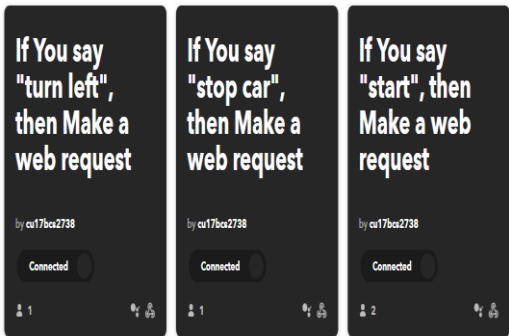 If You say
"turn left",
then Make a
web request
by cu17bcs2738
Connected
1
If You say
"stop car",
then Make a
web request
by cu17bcs2738
Connected
1
If You say
"start", then
Make a web
request
by cu17bcs2738
Connected
2